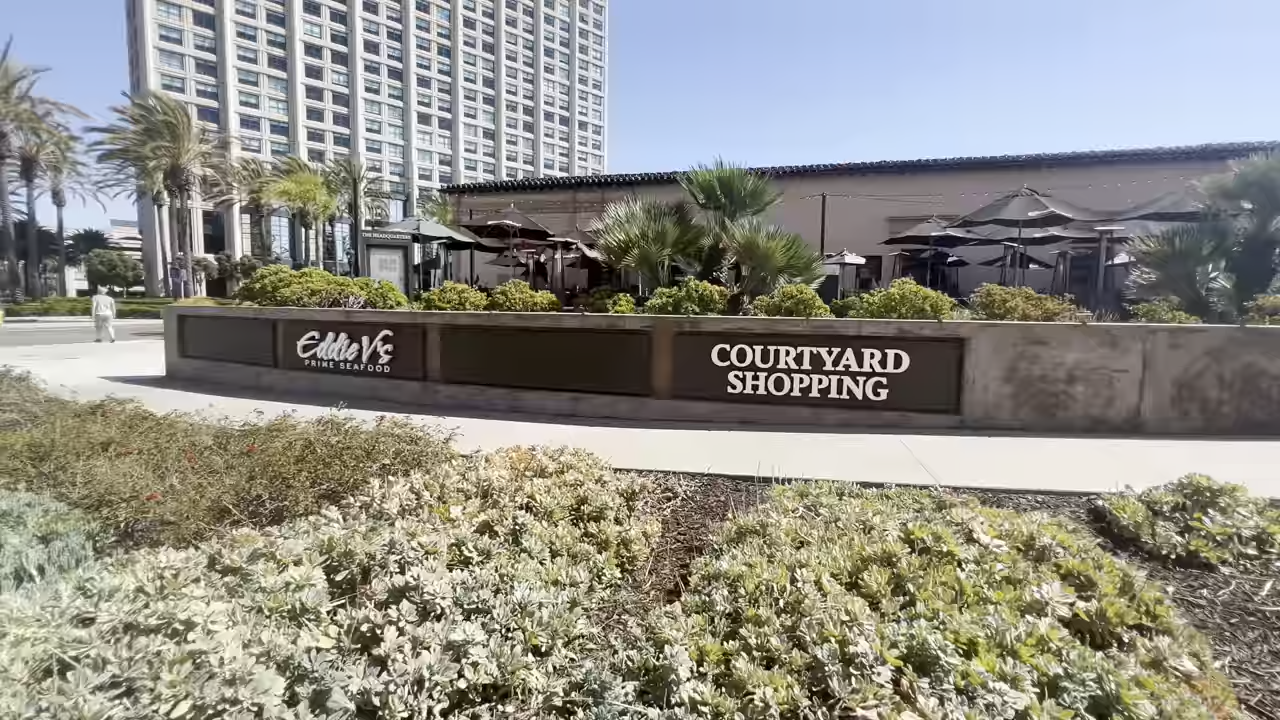 THE HEADQUARTERS
Eddie V's
PRIME SEAFOOD
COURTYARD
SHOPPING